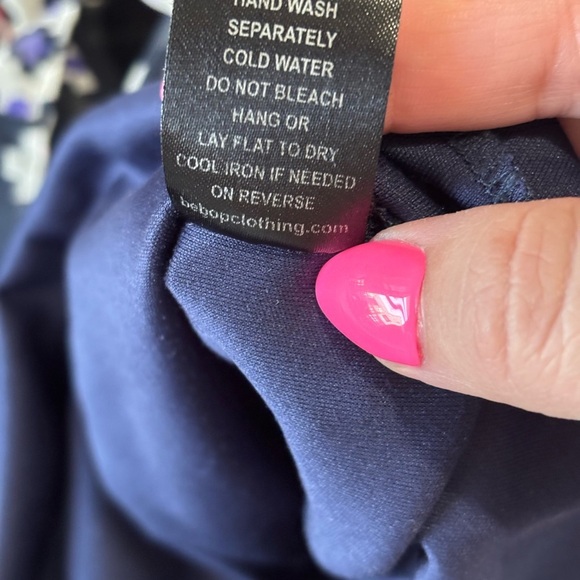 HAND WASH
SEPARATELY
COLD WATER
DO NOT BLEACH
HANG OR
LAY FLAT TO DRY
COOL IRON IF NEEDED
ON REVERSE
bebopclothing.com